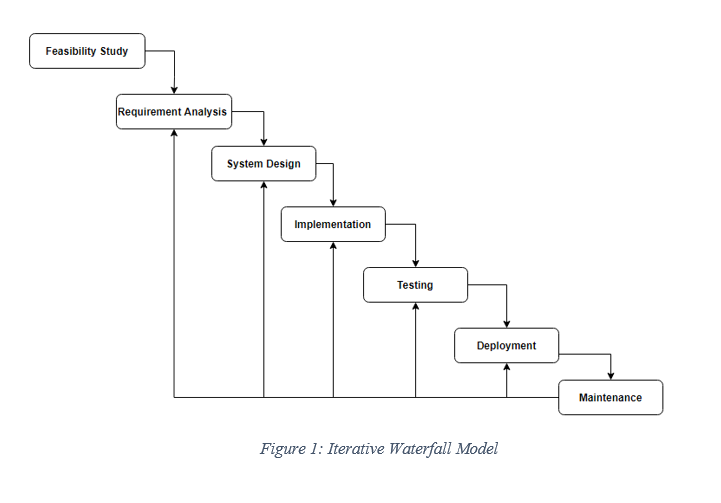 Feasibility Study
Requirement Analysis
System Design
Implementation
Testing
Deployment
Maintenance
Figure 1: Iterative Waterfall Model